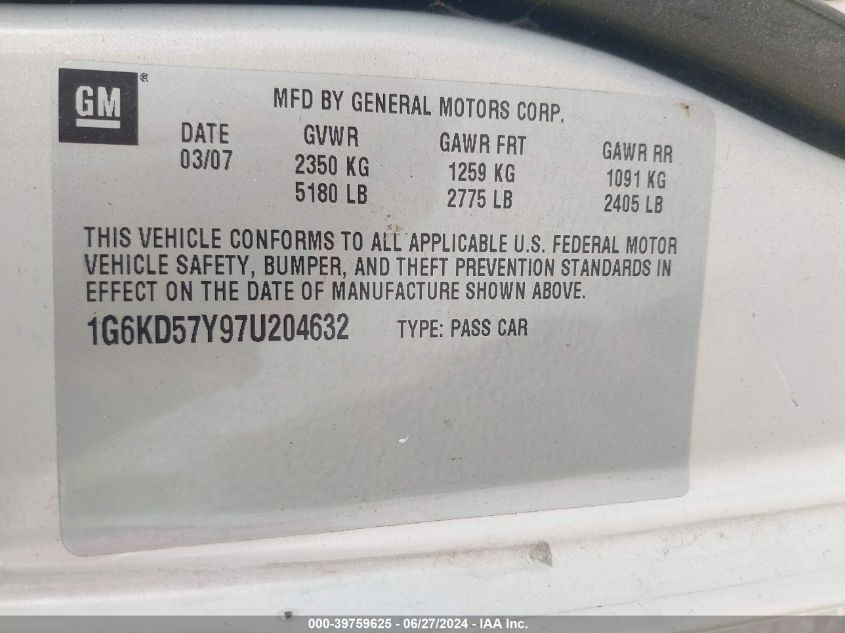 GM ®
MFD BY GENERAL MOTORS CORP.
DATE GVWR GAWR FRT GAWR RR
03/07 2350 KG 1259 KG 1091 KG
5180 LB 2775 LB 2405 LB
THIS VEHICLE CONFORMS TO ALL APPLICABLE U.S. FEDERAL MOTOR
VEHICLE SAFETY, BUMPER, AND THEFT PREVENTION STANDARDS IN
EFFECT ON THE DATE OF MANUFACTURE SHOWN ABOVE.
1G6KD57Y97U204632 TYPE: PASS CAR
000-39759625 - 06/27/2024 - IAA Inc.